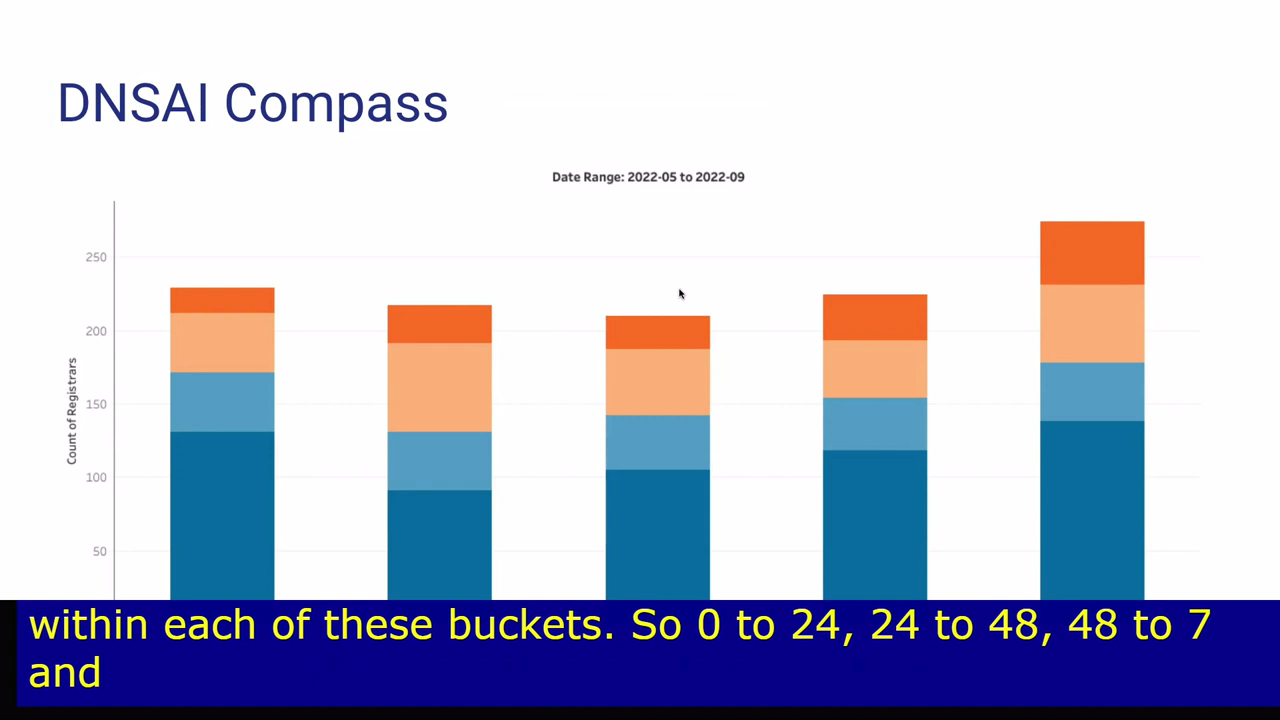 DNSAI Compass
Date Range: 2022-05 to 2022-09
250
200
150
100
50
Count of Registrars
within each of these buckets. So 0 to 24, 24 to 48, 48 to 7
and